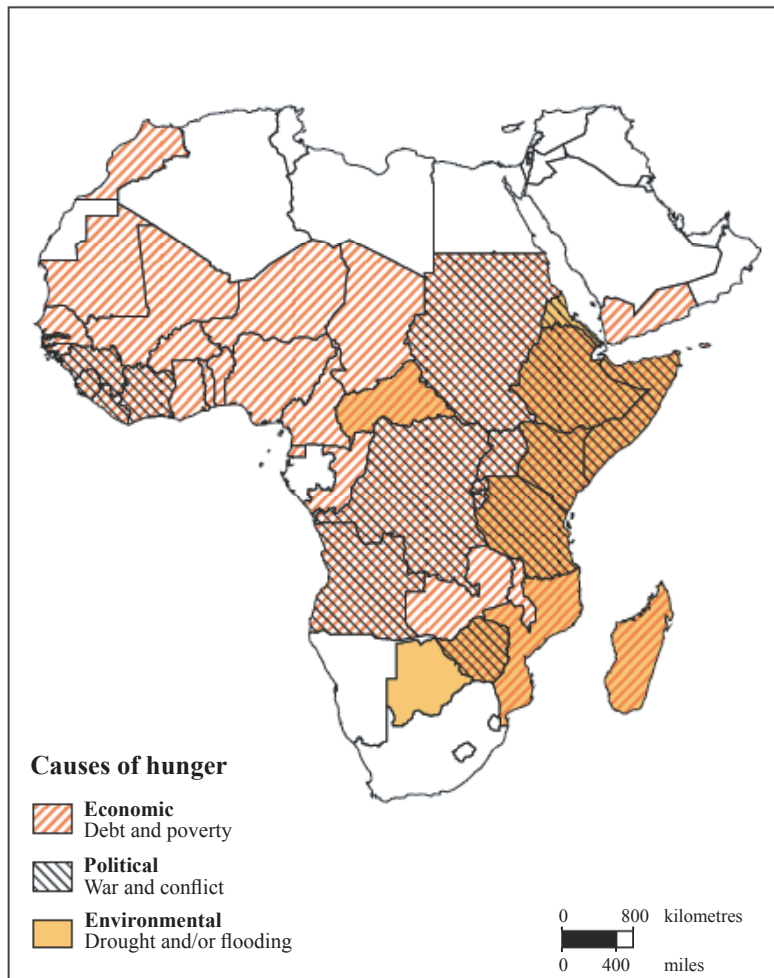 Causes of hunger
Economic
Debt and poverty
Political
War and conflict
Environmental
Drought and/or flooding
0 800 kilometres
0 400 miles